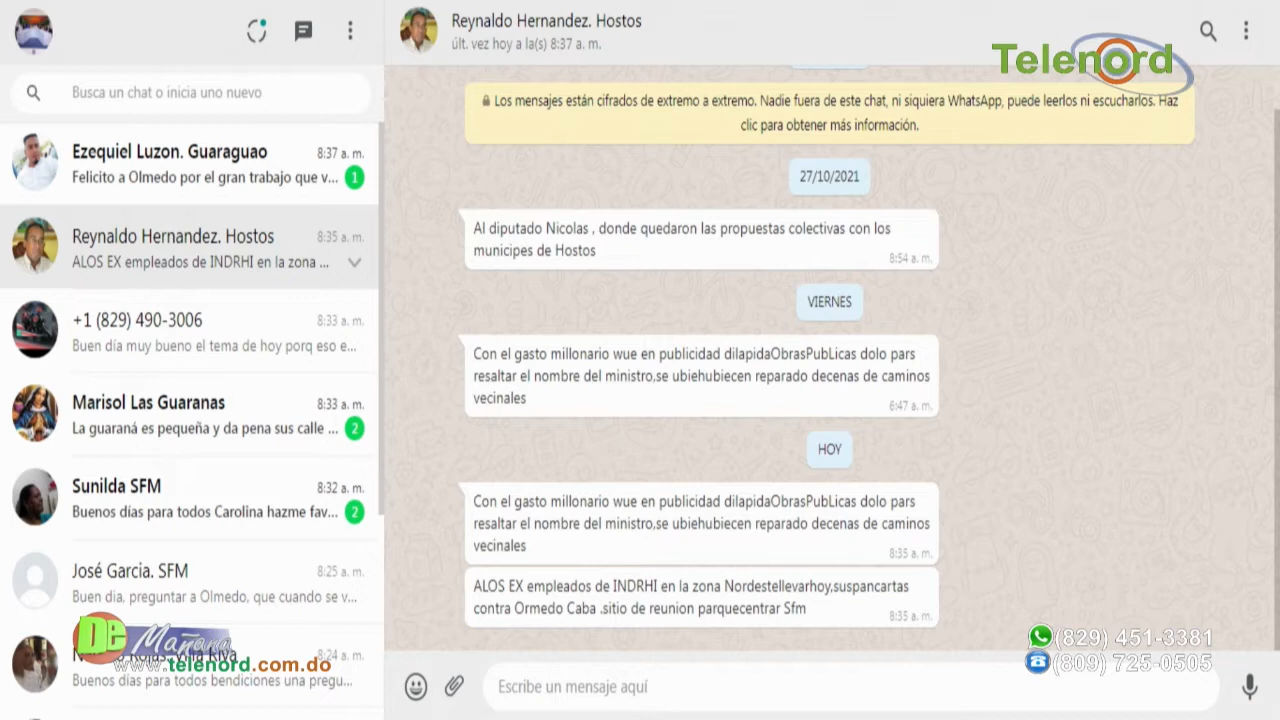 Busca un chat o inicia uno nuevo
Ezequiel Luzon. Guaraguao
8:37 a. m.
Felicito a Olmedo por el gran trabajo que v...
1
Reynaldo Hernandez. Hostos
8:35 a. m.
ALOS EX empleados de INDRHI en la zona ...
+1 (829) 490-3006
8:33 a. m.
Buen día muy bueno el tema de hoy porq eso e...
Marisol Las Guaranas
8:33 a. m.
La guaraná es pequeña y da pena sus calle ...
2
Sunilda SFM
8:32 a. m.
Buenos días para todos Carolina hazme fav...
2
José Garcia. SFM
8:25 a. m.
Buen dia, preguntar a Olmedo, que cuando se v...
8:24 a. m.
Buenos días para todos bendiciones una pregu...
De Mañana
www.telenord.com.do
Reynaldo Hernandez. Hostos
últ. vez hoy a la(s) 8:37 a. m.
Telenord
Los mensajes están cifrados de extremo a extremo. Nadie fuera de este chat, ni siquiera WhatsApp, puede leerlos ni escucharlos. Haz
clic para obtener más información.
27/10/2021
Al diputado Nicolas , donde quedaron las propuestas colectivas con los
municipes de Hostos
8:54 a. m.
VIERNES
Con el gasto millonario wue en publicidad dilapidaObrasPubLicas dolo pars
resaltar el nombre del ministro,se ubiehubiecen reparado decenas de caminos
vecinales
6:47 a. m.
HOY
Con el gasto millonario wue en publicidad dilapidaObrasPubLicas dolo pars
resaltar el nombre del ministro,se ubiehubiecen reparado decenas de caminos
vecinales
8:35 a. m.
ALOS EX empleados de INDRHI en la zona Nordestellevarhoy,suspancartas
contra Ormedo Caba .sitio de reunion parquecentrar Sfm
8:35 a. m.
(829) 451-3381
(809) 725-0505
Escribe un mensaje aquí